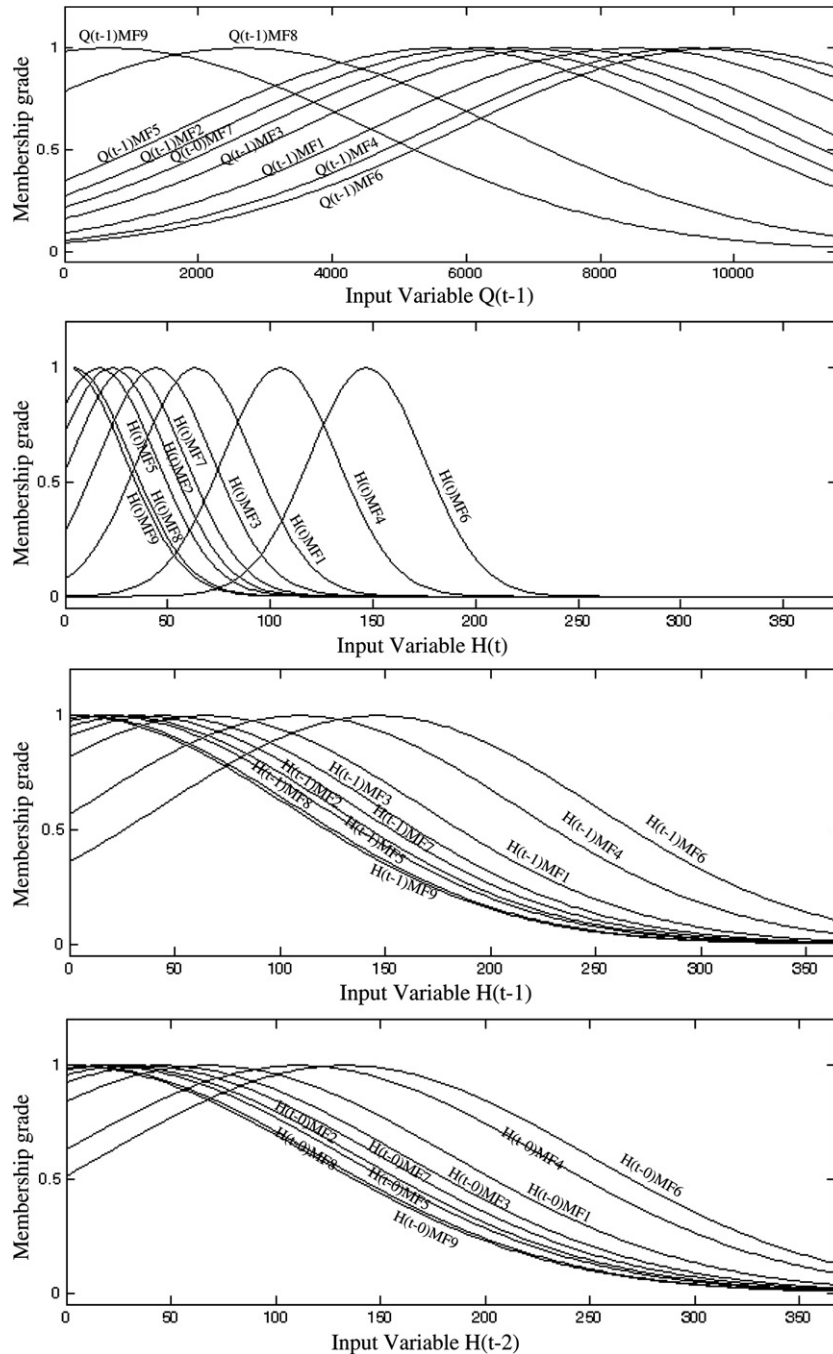 Membership grade
1
0.5
0
Q(t-1)MF9
Q(t-1)MF8
Q(t-1)MF5
Q(t-1)MF2
Q(t-0)MF7
Q(t-1)MF3
Q(t-1)MF1
Q(t-1)MF4
Q(t-1)MF6
0 2000 4000 6000 8000 10000
Input Variable Q(t-1)
Membership grade
1
0.5
0
H(t)MF5
H(t)MF2
H(t)MF7
H(t)MF9
H(t)MF8
H(t)MF3
H(t)MF1
H(t)MF4
H(t)MF6
0 50 100 150 200 250 300 350
Input Variable H(t)
Membership grade
1
0.5
0
H(t-1)MF8
H(t-1)MF2
H(t-1)MF3
H(t-1)MF7
H(t-1)MF5
H(t-1)MF9
H(t-1)MF1
H(t-1)MF4
H(t-1)MF6
0 50 100 150 200 250 300 350
Input Variable H(t-1)
Membership grade
1
0.5
0
H(t-0)MF2
H(t-0)MF8
H(t-0)MF7
H(t-0)MF5
H(t-0)MF9
H(t-0)MF3
H(t-0)MF1
H(t-0)MF4
H(t-0)MF6
0 50 100 150 200 250 300 350
Input Variable H(t-2)